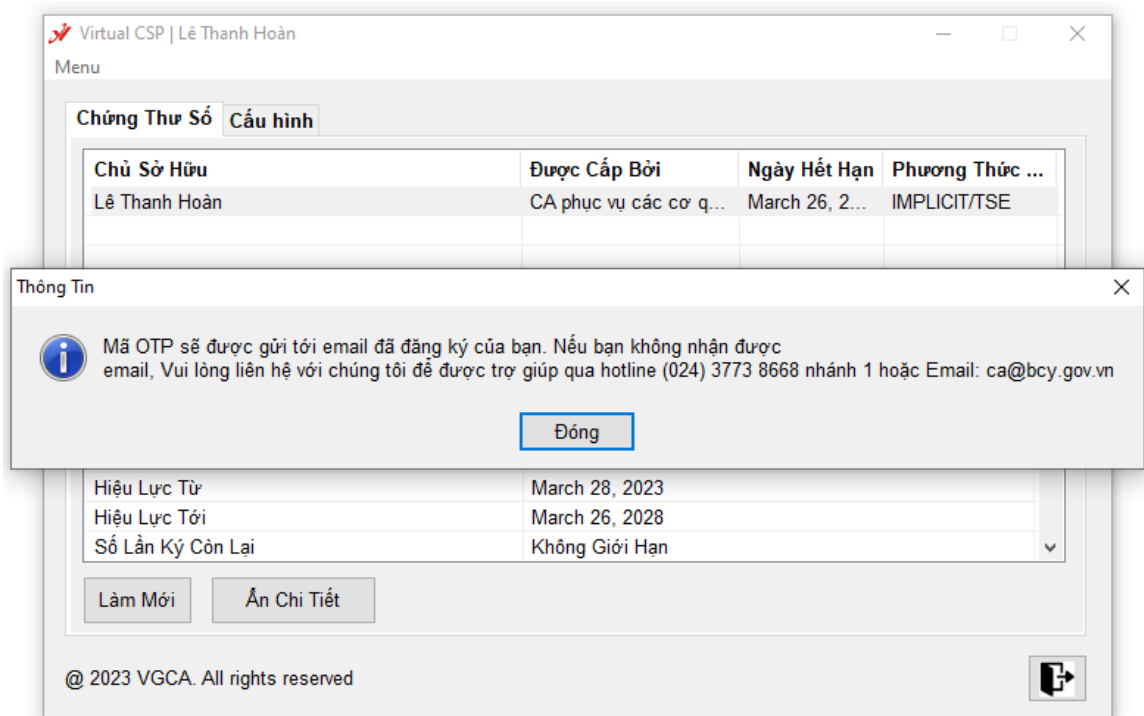 Virtual CSP | Lê Thanh Hoàn
Menu
Chứng Thư Số Cấu hình
Chủ Sở Hữu Được Cấp Bởi Ngày Hết Hạn Phương Thức ...
Lê Thanh Hoàn CA phục vụ các cơ q... March 26, 2... IMPLICIT/TSE
Thông Tin
Mã OTP sẽ được gửi tới email đã đăng ký của bạn. Nếu bạn không nhận được
email, Vui lòng liên hệ với chúng tôi để được trợ giúp qua hotline (024) 3773 8668 nhánh 1 hoặc Email: ca@bcy.gov.vn
Đóng
Hiệu Lực Từ March 28, 2023
Hiệu Lực Tới March 26, 2028
Số Lần Ký Còn Lại Không Giới Hạn
Làm Mới Ẩn Chi Tiết
@ 2023 VGCA. All rights reserved